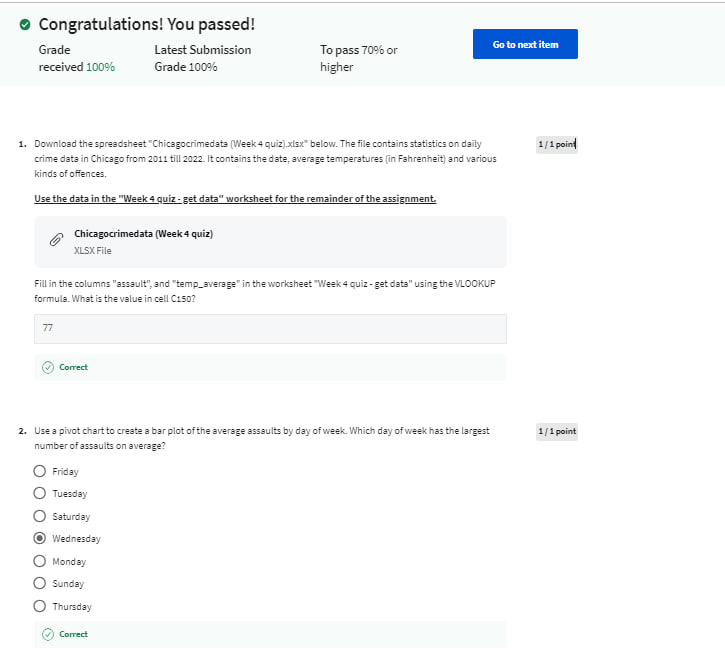 Congratulations! You passed!
Grade
received 100%
Latest Submission
Grade 100%
To pass 70% or
higher
Go to next item
1. Download the spreadsheet "Chicagocrimedata (Week 4 quiz).xlsx" below. The file contains statistics on daily
crime data in Chicago from 2011 till 2022. It contains the date, average temperatures (in Fahrenheit) and various
kinds of offences.
1 / 1 point
Use the data in the "Week 4 quiz - get data" worksheet for the remainder of the assignment.
Chicagocrimedata (Week 4 quiz)
XLSX File
Fill in the columns "assault", and "temp_average" in the worksheet "Week 4 quiz - get data" using the VLOOKUP
formula. What is the value in cell C150?
77
Correct
2. Use a pivot chart to create a bar plot of the average assaults by day of week. Which day of week has the largest
number of assaults on average?
1 / 1 point
Friday
Tuesday
Saturday
Wednesday
Monday
Sunday
Thursday
Correct